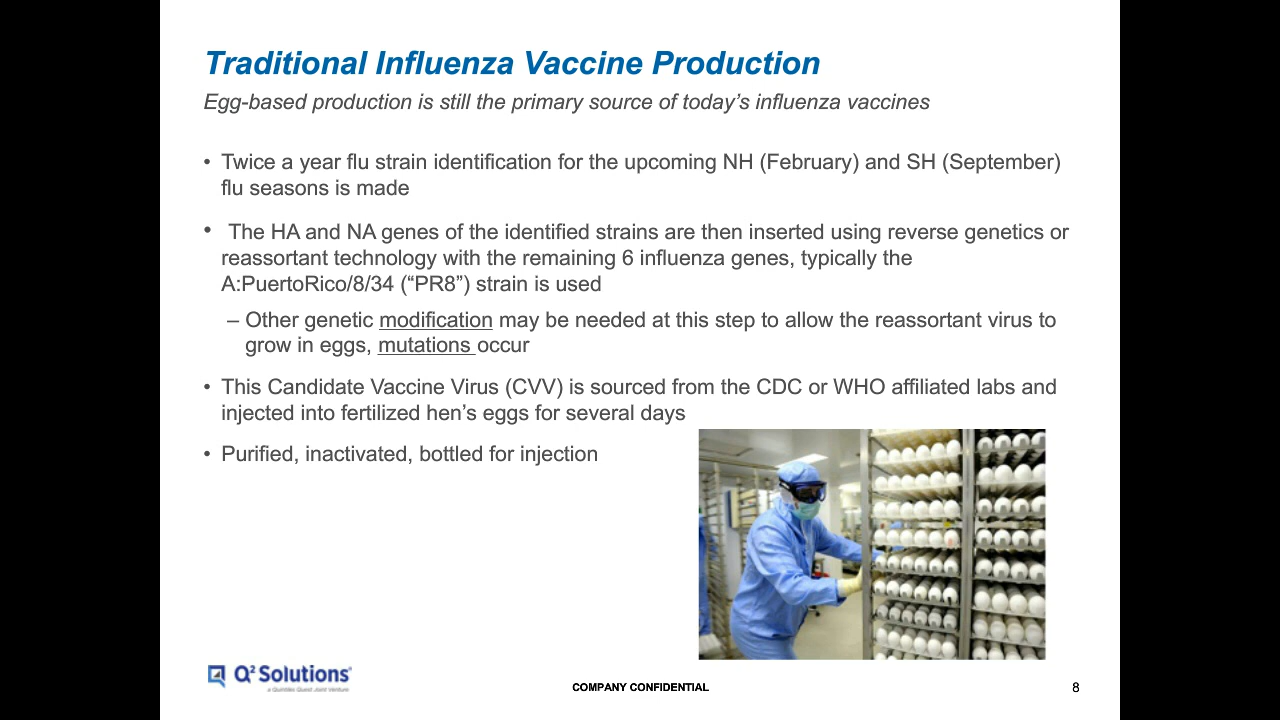 Traditional Influenza Vaccine Production
Egg-based production is still the primary source of today’s influenza vaccines
• Twice a year flu strain identification for the upcoming NH (February) and SH (September)
flu seasons is made
• The HA and NA genes of the identified strains are then inserted using reverse genetics or
reassortant technology with the remaining 6 influenza genes, typically the
A:PuertoRico/8/34 (“PR8”) strain is used
– Other genetic modification may be needed at this step to allow the reassortant virus to
grow in eggs, mutations occur
• This Candidate Vaccine Virus (CVV) is sourced from the CDC or WHO affiliated labs and
injected into fertilized hen’s eggs for several days
• Purified, inactivated, bottled for injection
Q² Solutions
a Quintiles Quest Joint Venture
COMPANY CONFIDENTIAL
8